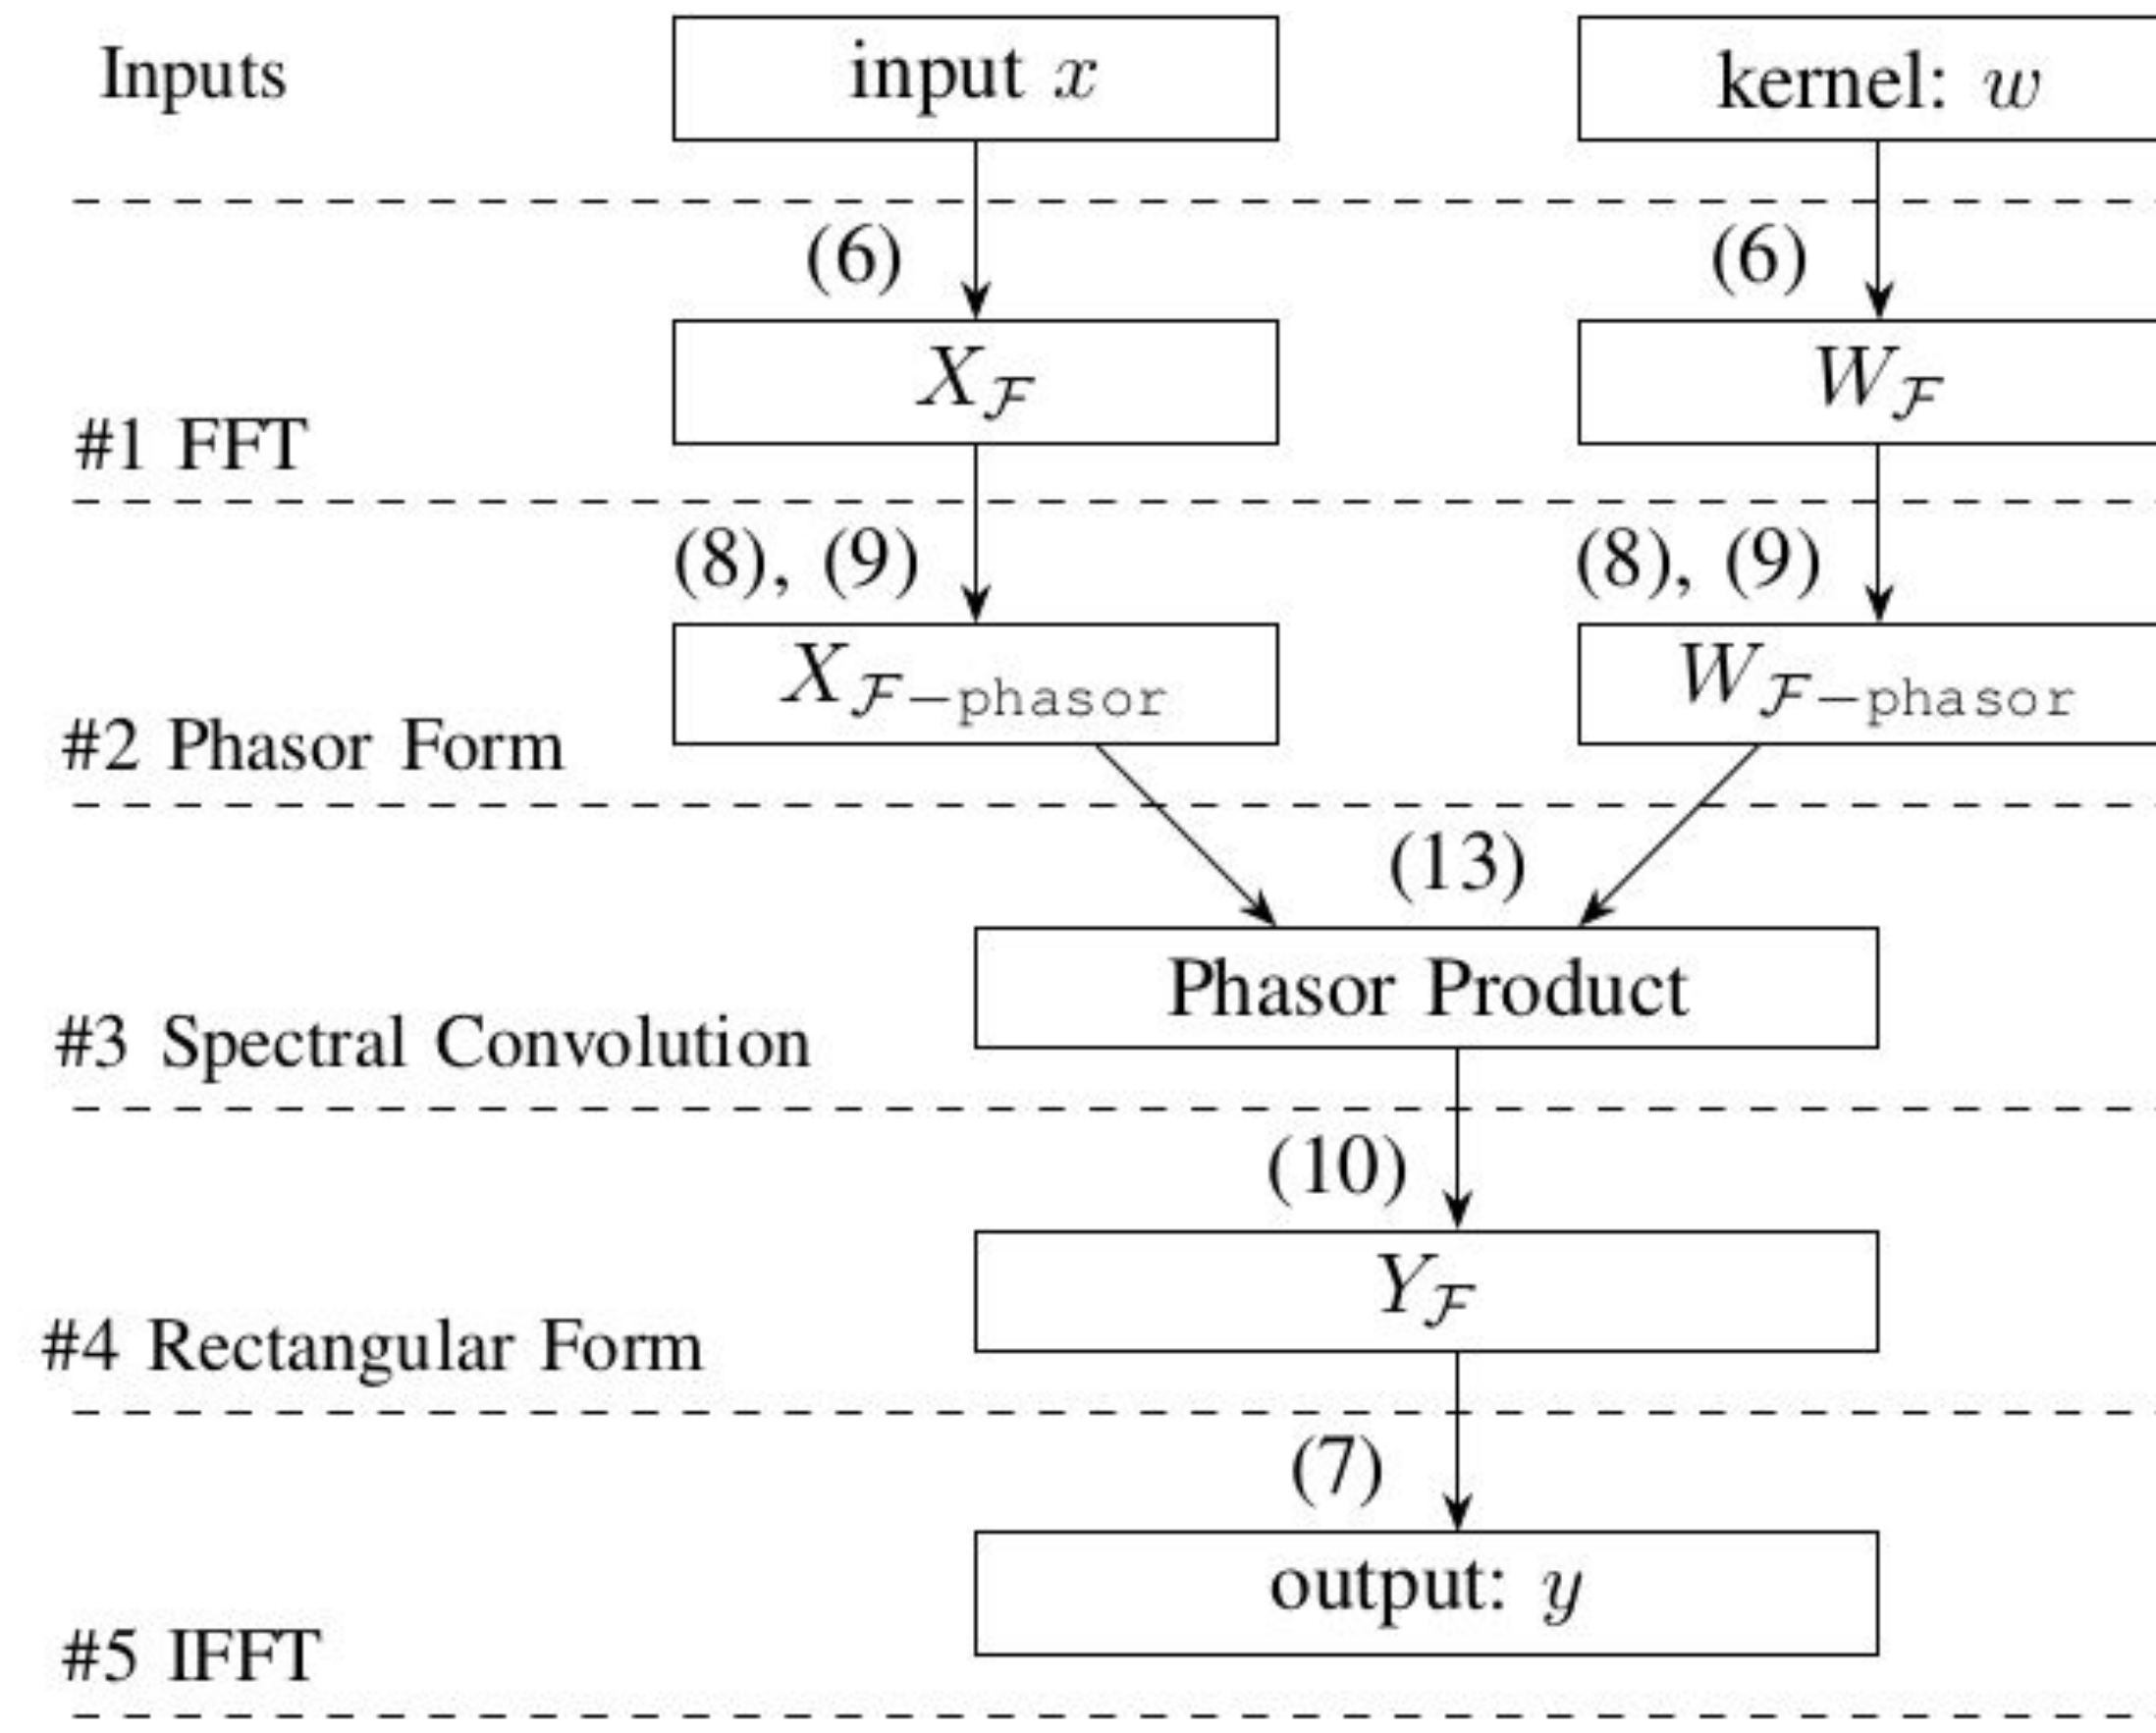 Inputs
input x
kernel: w
(6)
(6)
X_ℱ
W_ℱ
#1 FFT
(8), (9)
(8), (9)
X_ℱ−phasor
W_ℱ−phasor
#2 Phasor Form
(13)
Phasor Product
#3 Spectral Convolution
(10)
Y_ℱ
#4 Rectangular Form
(7)
output: y
#5 IFFT